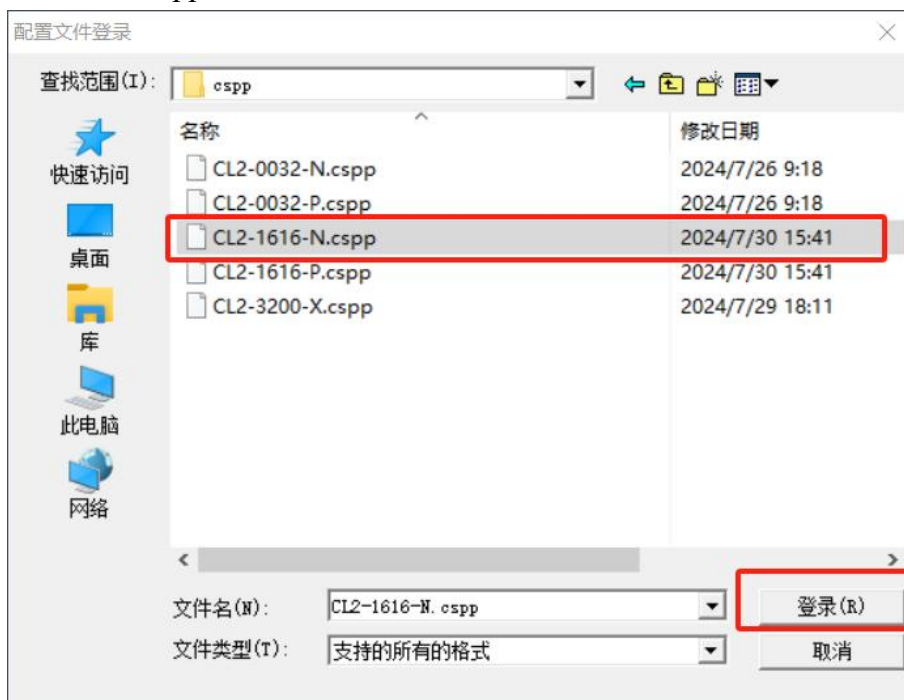 配置文件登录
查找范围(I):
cspp
名称
修改日期
CL2-0032-N.cspp
2024/7/26 9:18
CL2-0032-P.cspp
2024/7/26 9:18
CL2-1616-N.cspp
2024/7/30 15:41
CL2-1616-P.cspp
2024/7/30 15:41
CL2-3200-X.cspp
2024/7/29 18:11
快速访问
桌面
库
此电脑
网络
文件名(N):
CL2-1616-N.cspp
登录(R)
文件类型(T):
支持的所有的格式
取消